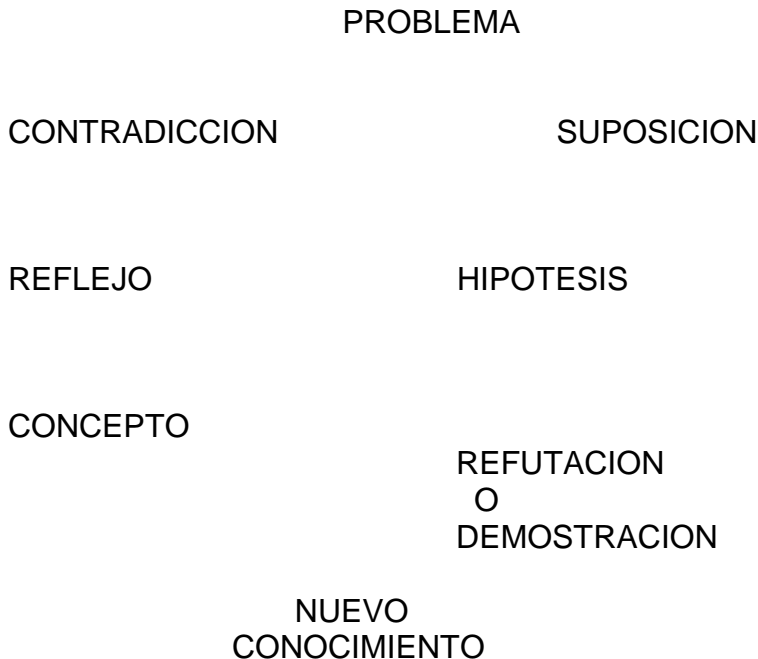 PROBLEMA
CONTRADICCION SUPOSICION
REFLEJO HIPOTESIS
CONCEPTO
REFUTACION
O
DEMOSTRACION
NUEVO
CONOCIMIENTO